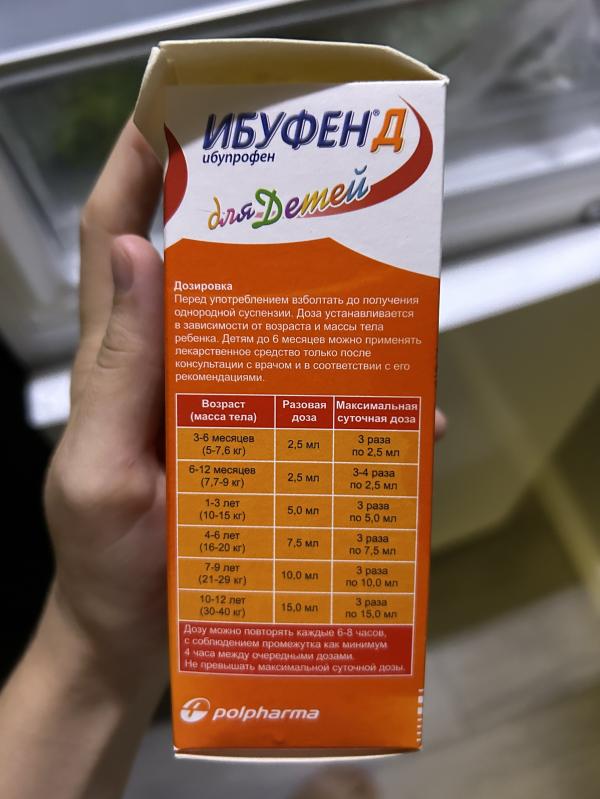 ИБУФЕН® Д
ибупрофен
для Детей
Дозировка
Перед употреблением взболтать до получения
однородной суспензии. Доза устанавливается
в зависимости от возраста и массы тела
ребенка. Детям до 6 месяцев можно применять
лекарственное средство только после
консультации с врачом и в соответствии с его
рекомендациями.
Возраст (масса тела) Разовая доза Максимальная суточная доза
3-6 месяцев (5-7,6 кг) 2,5 мл 3 раза по 2,5 мл
6-12 месяцев (7,7-9 кг) 2,5 мл 3-4 раза по 2,5 мл
1-3 лет (10-15 кг) 5,0 мл 3 раза по 5,0 мл
4-6 лет (16-20 кг) 7,5 мл 3 раза по 7,5 мл
7-9 лет (21-29 кг) 10,0 мл 3 раза по 10,0 мл
10-12 лет (30-40 кг) 15,0 мл 3 раза по 15,0 мл
Дозу можно повторять каждые 6-8 часов,
с соблюдением промежутка как минимум
4 часа между очередными дозами.
Не превышать максимальной суточной дозы.
polpharma